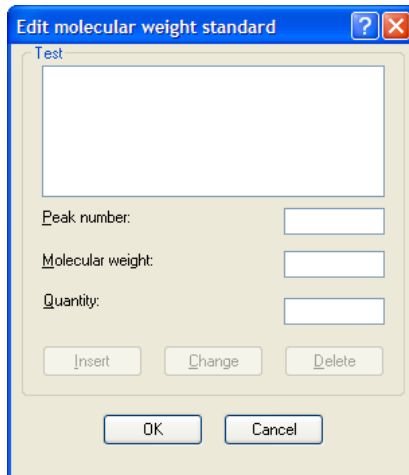 Edit molecular weight standard
Test
Peak number:
Molecular weight:
Quantity:
Insert Change Delete
OK Cancel